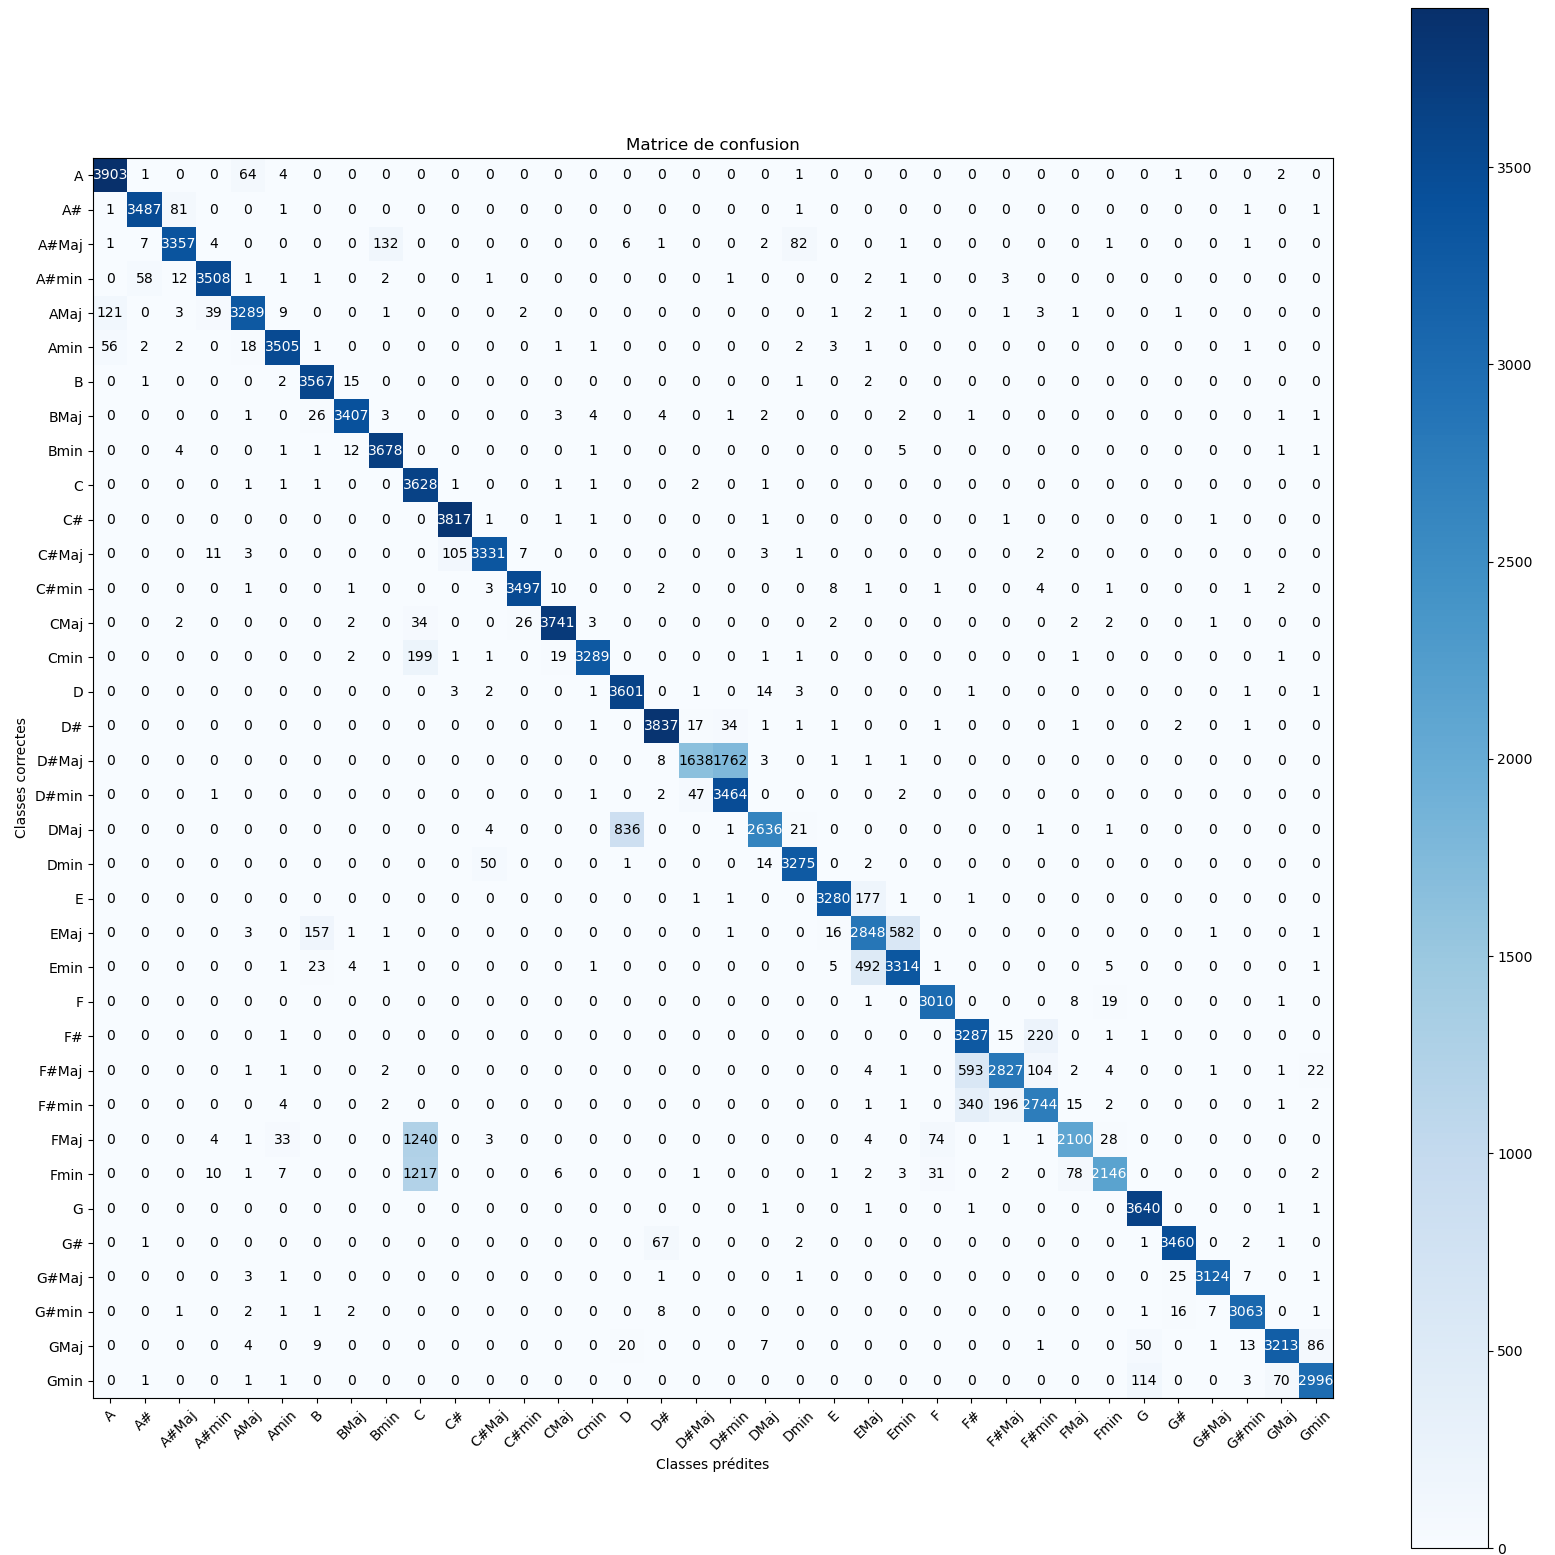 Matrice de confusion
A 3903 1 0 0 64 4 0 0 0 0 0 0 0 0 0 0 0 0 0 0 1 0 0 0 0 0 0 0 0 0 0 1 0 0 2 0
A# 1 3487 81 0 0 1 0 0 0 0 0 0 0 0 0 0 0 0 0 0 1 0 0 0 0 0 0 0 0 0 0 0 0 1 0 1
A#Maj 1 7 3357 4 0 0 0 0 132 0 0 0 0 0 0 6 1 0 0 2 82 0 0 1 0 0 0 0 0 1 0 0 0 1 0 0
A#min 0 58 12 3508 1 1 1 0 2 0 0 1 0 0 0 0 0 0 1 0 0 0 2 1 0 0 3 0 0 0 0 0 0 0 0 0
AMaj 121 0 3 39 3289 9 0 0 1 0 0 0 2 0 0 0 0 0 0 0 0 1 2 1 0 0 1 3 1 0 0 1 0 0 0 0
Amin 56 2 2 0 18 3505 1 0 0 0 0 0 0 1 1 0 0 0 0 0 2 3 1 0 0 0 0 0 0 0 0 0 0 1 0 0
B 0 1 0 0 0 2 3567 15 0 0 0 0 0 0 0 0 0 0 0 0 1 0 2 0 0 0 0 0 0 0 0 0 0 0 0 0
BMaj 0 0 0 0 1 0 26 3407 3 0 0 0 0 3 4 0 4 0 1 2 0 0 0 2 0 1 0 0 0 0 0 0 0 0 1 1
Bmin 0 0 4 0 0 1 1 12 3678 0 0 0 0 0 1 0 0 0 0 0 0 0 0 5 0 0 0 0 0 0 0 0 0 0 1 1
C 0 0 0 0 1 1 1 0 0 3628 1 0 0 1 1 0 0 2 0 1 0 0 0 0 0 0 0 0 0 0 0 0 0 0 0 0
C# 0 0 0 0 0 0 0 0 0 0 3817 1 0 1 1 0 0 0 0 1 0 0 0 0 0 0 1 0 0 0 0 0 1 0 0 0
C#Maj 0 0 0 11 3 0 0 0 0 0 105 3331 7 0 0 0 0 0 0 3 1 0 0 0 0 0 0 2 0 0 0 0 0 0 0 0
C#min 0 0 0 0 1 0 0 1 0 0 0 3 3497 10 0 0 2 0 0 0 0 8 1 0 1 0 0 4 0 1 0 0 0 1 2 0
CMaj 0 0 2 0 0 0 0 2 0 34 0 0 26 3741 3 0 0 0 0 0 0 2 0 0 0 0 0 0 2 2 0 0 1 0 0 0
Cmin 0 0 0 0 0 0 0 2 0 199 1 1 0 19 3289 0 0 0 0 1 1 0 0 0 0 0 0 0 1 0 0 0 0 0 1 0
D 0 0 0 0 0 0 0 0 0 0 3 2 0 0 1 3601 0 1 0 14 3 0 0 0 0 1 0 0 0 0 0 0 0 1 0 1
D# 0 0 0 0 0 0 0 0 0 0 0 0 0 0 1 0 3837 17 34 1 1 1 0 0 1 0 0 0 1 0 0 2 0 1 0 0
D#Maj 0 0 0 0 0 0 0 0 0 0 0 0 0 0 0 0 8 1638 1762 3 0 1 1 1 0 0 0 0 0 0 0 0 0 0 0 0
D#min 0 0 0 1 0 0 0 0 0 0 0 0 0 0 1 0 2 47 3464 0 0 0 0 2 0 0 0 0 0 0 0 0 0 0 0 0
DMaj 0 0 0 0 0 0 0 0 0 0 0 4 0 0 0 836 0 0 1 2636 21 0 0 0 0 0 0 1 0 1 0 0 0 0 0 0
Dmin 0 0 0 0 0 0 0 0 0 0 0 50 0 0 0 1 0 0 0 14 3275 0 2 0 0 0 0 0 0 0 0 0 0 0 0 0
E 0 0 0 0 0 0 0 0 0 0 0 0 0 0 0 0 0 1 1 0 0 3280 177 1 0 1 0 0 0 0 0 0 0 0 0 0
EMaj 0 0 0 0 3 0 157 1 1 0 0 0 0 0 0 0 0 0 1 0 0 16 2848 582 0 0 0 0 0 0 0 0 1 0 0 1
Emin 0 0 0 0 0 1 23 4 1 0 0 0 0 0 1 0 0 0 0 0 0 5 492 3314 1 0 0 0 0 5 0 0 0 0 0 1
F 0 0 0 0 0 0 0 0 0 0 0 0 0 0 0 0 0 0 0 0 0 0 1 0 3010 0 0 0 8 19 0 0 0 0 1 0
F# 0 0 0 0 0 1 0 0 0 0 0 0 0 0 0 0 0 0 0 0 0 0 0 0 0 3287 15 220 0 1 1 0 0 0 0 0
F#Maj 0 0 0 0 1 1 0 0 2 0 0 0 0 0 0 0 0 0 0 0 0 0 4 1 0 593 2827 104 2 4 0 0 1 0 1 22
F#min 0 0 0 0 0 4 0 0 2 0 0 0 0 0 0 0 0 0 0 0 0 0 1 1 0 340 196 2744 15 2 0 0 0 0 1 2
FMaj 0 0 0 4 1 33 0 0 0 1240 0 3 0 0 0 0 0 0 0 0 0 0 4 0 74 0 1 1 2100 28 0 0 0 0 0 0
Fmin 0 0 0 10 1 7 0 0 0 1217 0 0 0 6 0 0 0 1 0 0 0 1 2 3 31 0 2 0 78 2146 0 0 0 0 0 2
G 0 0 0 0 0 0 0 0 0 0 0 0 0 0 0 0 0 0 0 1 0 0 1 0 0 1 0 0 0 0 3640 0 0 0 1 1
G# 0 1 0 0 0 0 0 0 0 0 0 0 0 0 0 0 67 0 0 0 2 0 0 0 0 0 0 0 0 0 1 3460 0 2 1 0
G#Maj 0 0 0 0 3 1 0 0 0 0 0 0 0 0 0 0 1 0 0 0 1 0 0 0 0 0 0 0 0 0 0 25 3124 7 0 1
G#min 0 0 1 0 2 1 1 2 0 0 0 0 0 0 0 0 8 0 0 0 0 0 0 0 0 0 0 0 0 0 1 16 7 3063 0 1
GMaj 0 0 0 0 4 0 9 0 0 0 0 0 0 0 0 20 0 0 0 7 0 0 0 0 0 0 0 1 0 0 50 0 1 13 3213 86
Gmin 0 1 0 0 1 1 0 0 0 0 0 0 0 0 0 0 0 0 0 0 0 0 0 0 0 0 0 0 0 0 114 0 0 3 70 2996
A A# A#Maj A#min AMaj Amin B BMaj Bmin C C# C#Maj C#min CMaj Cmin D D# D#Maj D#min DMaj Dmin E EMaj Emin F F# F#Maj F#min FMaj Fmin G G# G#Maj G#min GMaj Gmin
Classes prédites
Classes correctes
3500
3000
2500
2000
1500
1000
500
0